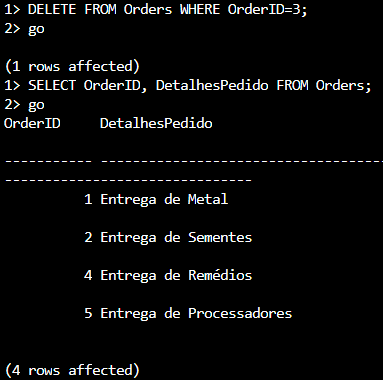 1> DELETE FROM Orders WHERE OrderID=3;
2> go
(1 rows affected)
1> SELECT OrderID, DetalhesPedido FROM Orders;
2> go
OrderID     DetalhesPedido
----------- -----------------------------------
-------------------------------
1 Entrega de Metal
2 Entrega de Sementes
4 Entrega de Remédios
5 Entrega de Processadores
(4 rows affected)